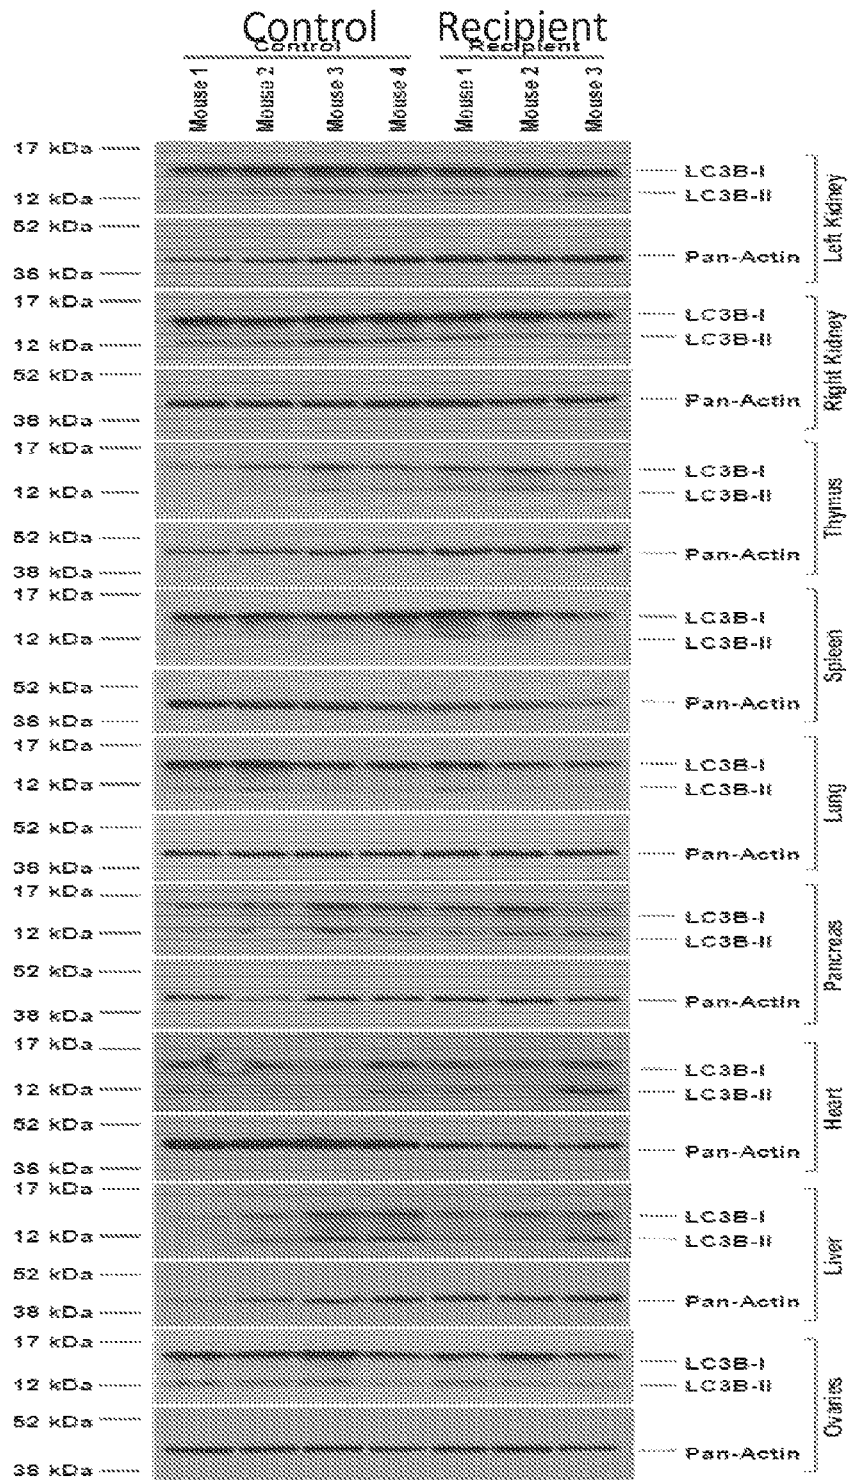 Control Recipient
Control Recipient
Mouse 1 Mouse 2 Mouse 3 Mouse 4 Mouse 1 Mouse 2 Mouse 3
17 kDa LC3B-I
12 kDa LC3B-II
52 kDa
38 kDa Pan-Actin
Left Kidney
17 kDa LC3B-I
12 kDa LC3B-II
52 kDa
38 kDa Pan-Actin
Right Kidney
17 kDa LC3B-I
12 kDa LC3B-II
52 kDa
38 kDa Pan-Actin
Thymus
17 kDa LC3B-I
12 kDa LC3B-II
52 kDa
38 kDa Pan-Actin
Spleen
17 kDa LC3B-I
12 kDa LC3B-II
52 kDa
38 kDa Pan-Actin
Lung
17 kDa LC3B-I
12 kDa LC3B-II
52 kDa
38 kDa Pan-Actin
Pancreas
17 kDa LC3B-I
12 kDa LC3B-II
52 kDa
38 kDa Pan-Actin
Heart
17 kDa LC3B-I
12 kDa LC3B-II
52 kDa
38 kDa Pan-Actin
Liver
17 kDa LC3B-I
12 kDa LC3B-II
52 kDa
38 kDa Pan-Actin
Ovaries